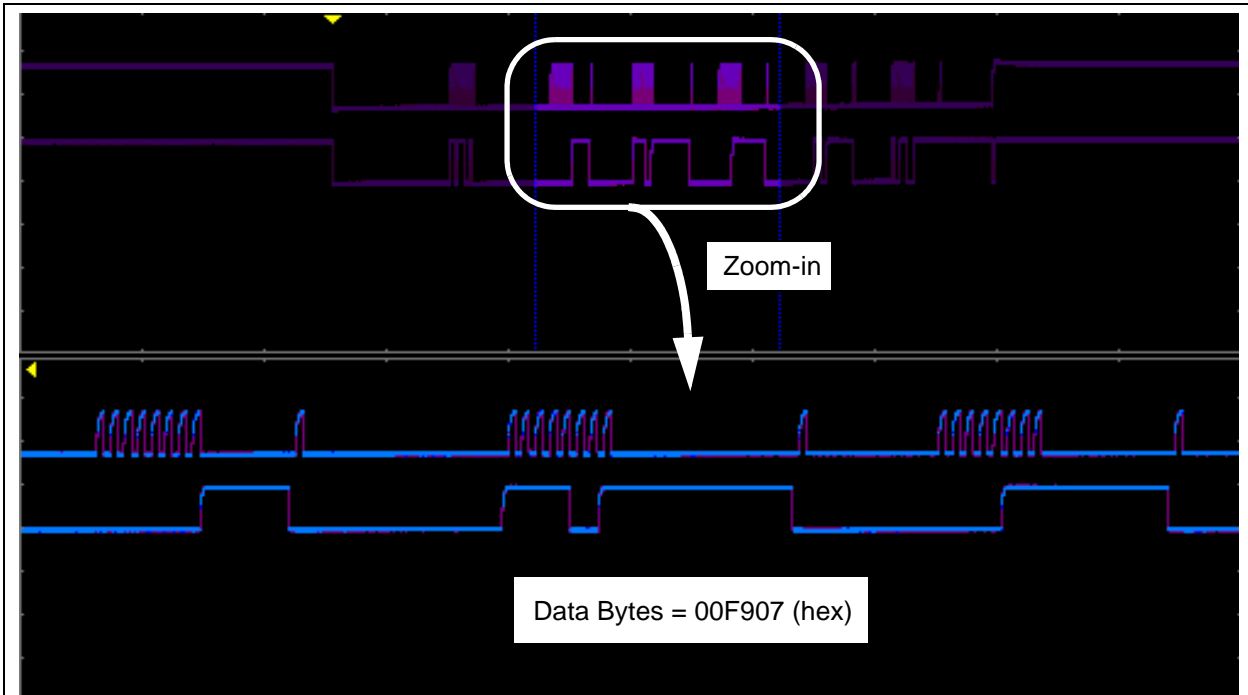 Zoom-in
Data Bytes = 00F907 (hex)